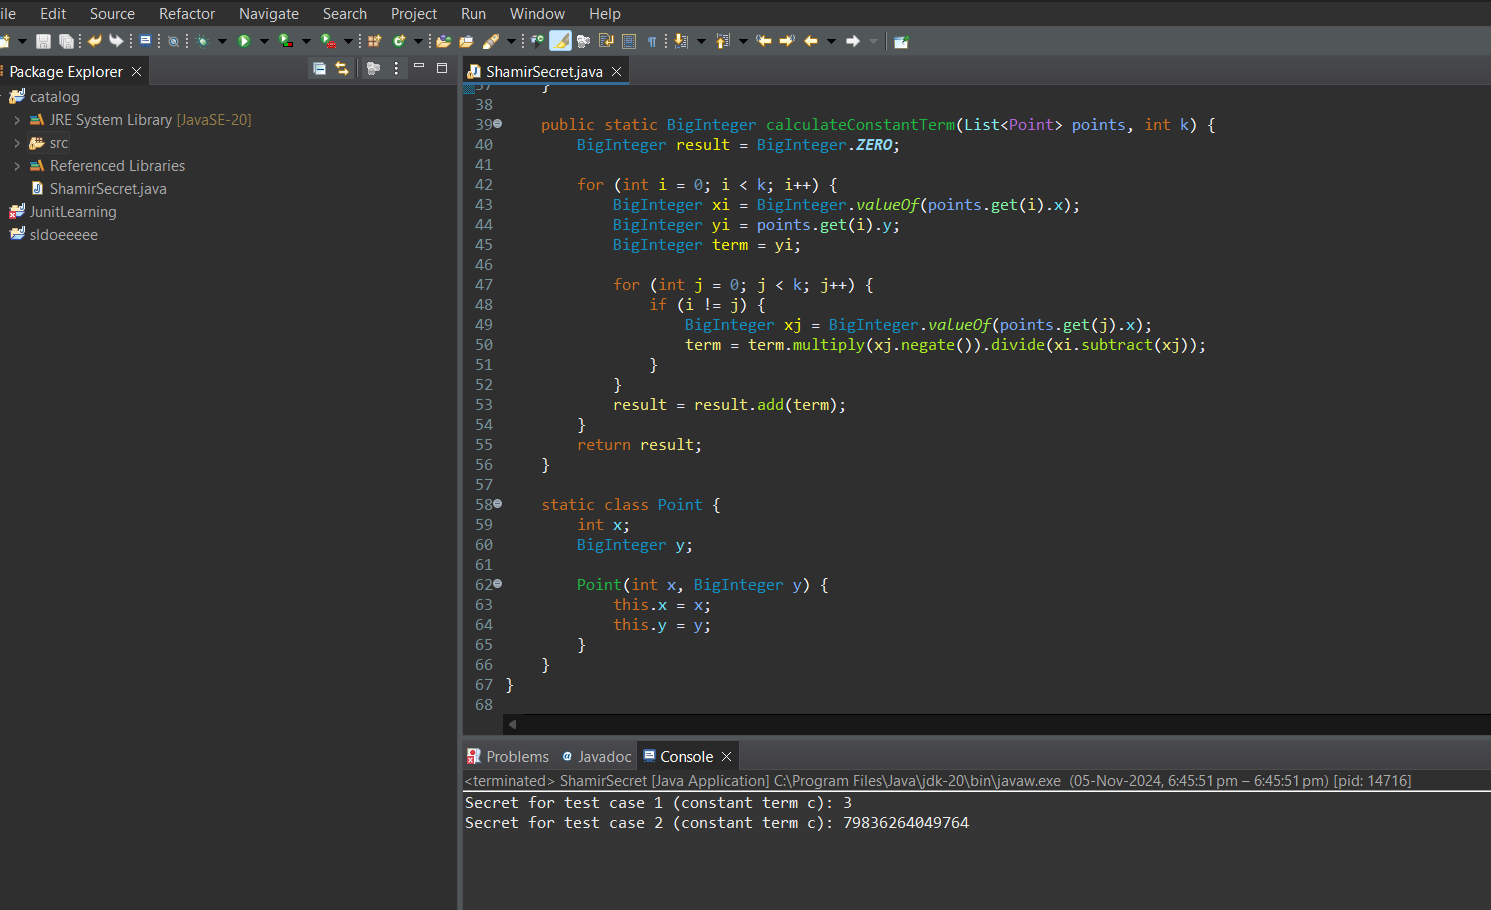 ile Edit Source Refactor Navigate Search Project Run Window Help
Package Explorer
catalog
JRE System Library [JavaSE-20]
src
Referenced Libraries
ShamirSecret.java
JunitLearning
sldoeeeee
ShamirSecret.java
37     }
38
39     public static BigInteger calculateConstantTerm(List<Point> points, int k) {
40         BigInteger result = BigInteger.ZERO;
41
42         for (int i = 0; i < k; i++) {
43             BigInteger xi = BigInteger.valueOf(points.get(i).x);
44             BigInteger yi = points.get(i).y;
45             BigInteger term = yi;
46
47             for (int j = 0; j < k; j++) {
48                 if (i != j) {
49                     BigInteger xj = BigInteger.valueOf(points.get(j).x);
50                     term = term.multiply(xj.negate()).divide(xi.subtract(xj));
51                 }
52             }
53             result = result.add(term);
54         }
55         return result;
56     }
57
58     static class Point {
59         int x;
60         BigInteger y;
61
62         Point(int x, BigInteger y) {
63             this.x = x;
64             this.y = y;
65         }
66     }
67 }
68
Problems Javadoc Console
<terminated> ShamirSecret [Java Application] C:\Program Files\Java\jdk-20\bin\javaw.exe (05-Nov-2024, 6:45:51 pm – 6:45:51 pm) [pid: 14716]
Secret for test case 1 (constant term c): 3
Secret for test case 2 (constant term c): 79836264049764